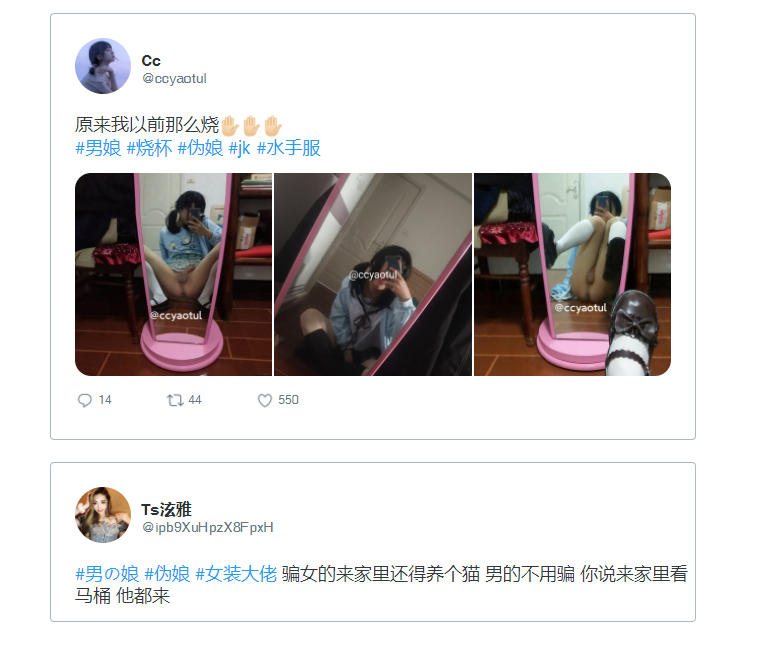 Cc
@ccyaotul
原来我以前那么烧✋🏻✋🏻✋🏻
#男娘 #烧杯 #伪娘 #jk #水手服
@ccyaotul
@ccyaotul
@ccyaotul
14 44 550
Ts泫雅
@ipb9XuHpzX8FpxH
#男の娘 #伪娘 #女装大佬 骗女的来家里还得养个猫 男的不用骗 你说来家里看
马桶 他都来